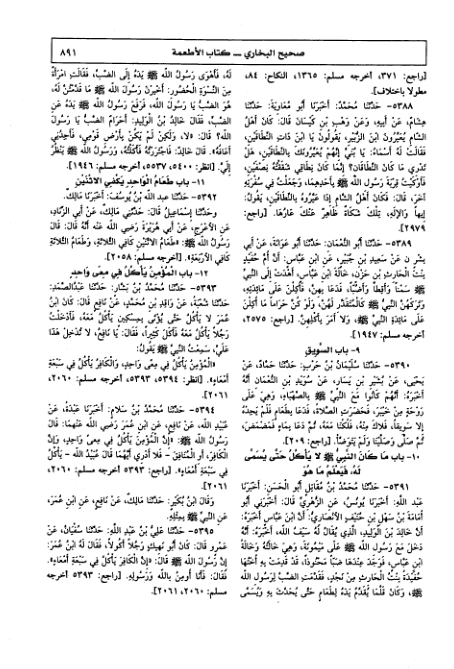 صحيح البخاري ــ كتاب الأطعمة
٨٩١
[راجع: ٣٧١، أخرجه مسلم: ١٣٦٥، النكاح: ٨٤،
مطولا باختلاف].
٥٣٨٨- حَدَّثَنَا مُحَمَّدٌ: أَخْبَرَنَا أَبُو مُعَاوِيَةَ: حَدَّثَنَا
هِشَامٌ، عَنْ أَبِيهِ، وَعَنْ وَهْبِ بْنِ كَيْسَانَ قَالَ: كَانَ أَهْلُ
الشَّامِ يُعَيِّرُونَ ابْنَ الزُّبَيْرِ، يَقُولُونَ: يَا ابْنَ ذَاتِ النِّطَاقَيْنِ،
فَقَالَتْ لَهُ أَسْمَاءُ: يَا بُنَيَّ إِنَّهُمْ يُعَيِّرُونَكَ بِالنِّطَاقَيْنِ، هَلْ
تَدْرِي مَا كَانَ النِّطَاقَانِ؟ إِنَّمَا كَانَ نِطَاقِي شَقَقْتُهُ نِصْفَيْنِ،
فَأَوْكَيْتُ قِرْبَةَ رَسُولِ اللهِ ﷺ بِأَحَدِهِمَا، وَجَعَلْتُ فِي سُفْرَتِهِ
آخَرَ، قَالَ: فَكَانَ أَهْلُ الشَّامِ إِذَا عَيَّرُوهُ بِالنِّطَاقَيْنِ، يَقُولُ:
إِيهاً وَالإِلَهِ، تِلْكَ شَكَاةٌ ظَاهِرٌ عَنْكَ عَارُهَا. [راجع:
٢٩٧٩]
٥٣٨٩- حَدَّثَنَا أَبُو النُّعْمَانِ: حَدَّثَنَا أَبُو عَوَانَةَ، عَنْ أَبِي
بِشْرٍ، عَنْ سَعِيدِ بْنِ جُبَيْرٍ، عَنِ ابْنِ عَبَّاسٍ: أَنَّ أُمَّ حُفَيْدٍ
بِنْتَ الْحَارِثِ بْنِ حَزْنٍ، خَالَةَ ابْنِ عَبَّاسٍ، أَهْدَتْ إِلَى النَّبِيِّ
ﷺ سَمْناً وَأَقِطاً وَأَضُبّاً، فَدَعَا بِهِنَّ، فَأُكِلْنَ عَلَى مَائِدَتِهِ،
وَتَرَكَهُنَّ النَّبِيُّ ﷺ كَالْمُتَقَذِّرِ لَهُنَّ، وَلَوْ كُنَّ حَرَاماً مَا أُكِلْنَ
عَلَى مَائِدَةِ النَّبِيِّ ﷺ، وَلَا أَمَرَ بِأَكْلِهِنَّ. [راجع: ٢٥٧٥،
أخرجه مسلم: ١٩٤٧]
٩- باب السَّوِيقِ
٥٣٩٠- حَدَّثَنَا سُلَيْمَانُ بْنُ حَرْبٍ: حَدَّثَنَا حَمَّادٌ، عَنْ
يَحْيَى، عَنْ بُشَيْرِ بْنِ يَسَارٍ، عَنْ سُوَيْدِ بْنِ النُّعْمَانِ أَنَّهُ
أَخْبَرَهُ: أَنَّهُمْ كَانُوا مَعَ النَّبِيِّ ﷺ بِالصَّهْبَاءِ، وَهِيَ عَلَى
رَوْحَةٍ مِنْ خَيْبَرَ، فَحَضَرَتِ الصَّلَاةُ، فَدَعَا بِطَعَامٍ فَلَمْ يَجِدْهُ
إِلَّا سَوِيقاً، فَلَاكَ مِنْهُ، فَلُكْنَا مَعَهُ، ثُمَّ دَعَا بِمَاءٍ فَمَضْمَضَ،
ثُمَّ صَلَّى وَصَلَّيْنَا وَلَمْ يَتَوَضَّأْ. [راجع: ٢٠٩]
١٠- باب مَا كَانَ النَّبِيُّ ﷺ لَا يَأْكُلُ حَتَّى يُسَمَّى
لَهُ، فَيَعْلَمُ مَا هُوَ
٥٣٩١- حَدَّثَنَا مُحَمَّدُ بْنُ مُقَاتِلٍ أَبُو الْحَسَنِ: أَخْبَرَنَا
عَبْدُ اللهِ: أَخْبَرَنَا يُونُسُ، عَنِ الزُّهْرِيِّ قَالَ: أَخْبَرَنِي أَبُو
أُمَامَةَ بْنُ سَهْلِ بْنِ حُنَيْفٍ الأَنْصَارِيُّ: أَنَّ ابْنَ عَبَّاسٍ أَخْبَرَهُ:
أَنَّ خَالِدَ بْنَ الْوَلِيدِ، الَّذِي يُقَالُ لَهُ سَيْفُ اللهِ، أَخْبَرَهُ: أَنَّهُ
دَخَلَ مَعَ رَسُولِ اللهِ ﷺ عَلَى مَيْمُونَةَ، وَهِيَ خَالَتُهُ وَخَالَةُ
ابْنِ عَبَّاسٍ، فَوَجَدَ عِنْدَهَا ضَبّاً مَحْنُوذاً، قَدْ قَدِمَتْ بِهِ أُخْتُهَا
حُفَيْدَةُ بِنْتُ الْحَارِثِ مِنْ نَجْدٍ، فَقَدَّمَتِ الضَّبَّ لِرَسُولِ اللهِ
ﷺ، وَكَانَ قَلَّمَا يُقَدِّمُ يَدَهُ لِطَعَامٍ حَتَّى يُحَدَّثَ بِهِ وَيُسَمَّى
لَهُ، فَأَهْوَى رَسُولُ اللهِ ﷺ يَدَهُ إِلَى الضَّبِّ، فَقَالَتِ امْرَأَةٌ
مِنَ النِّسْوَةِ الْحُضُورِ: أَخْبِرْنَ رَسُولَ اللهِ ﷺ مَا قَدَّمْتُنَّ لَهُ،
هُوَ الضَّبُّ يَا رَسُولَ اللهِ، فَرَفَعَ رَسُولُ اللهِ ﷺ يَدَهُ عَنِ
الضَّبِّ، فَقَالَ خَالِدُ بْنُ الْوَلِيدِ: أَحَرَامٌ الضَّبُّ يَا رَسُولَ
اللهِ؟ قَالَ: «لَا، وَلَكِنْ لَمْ يَكُنْ بِأَرْضِ قَوْمِي، فَأَجِدُنِي
أَعَافُهُ». قَالَ خَالِدٌ: فَاجْتَرَرْتُهُ فَأَكَلْتُهُ، وَرَسُولُ اللهِ ﷺ يَنْظُرُ
إِلَيَّ. [انظر: ٥٤٠٠، ٥٥٣٧، أخرجه مسلم: ١٩٤٦]
١١- باب طَعَامُ الْوَاحِدِ يَكْفِي الاثْنَيْنِ
٥٣٩٢- حَدَّثَنَا عَبْدُ اللهِ بْنُ يُوسُفَ: أَخْبَرَنَا مَالِكٌ.
وحَدَّثَنَا إِسْمَاعِيلُ قَالَ: حَدَّثَنِي مَالِكٌ، عَنْ أَبِي الزِّنَادِ،
عَنِ الأَعْرَجِ، عَنْ أَبِي هُرَيْرَةَ رَضِيَ اللهُ عَنْهُ أَنَّهُ قَالَ: قَالَ
رَسُولُ اللهِ ﷺ: «طَعَامُ الاثْنَيْنِ كَافِي الثَّلَاثَةِ، وَطَعَامُ الثَّلَاثَةِ
كَافِي الأَرْبَعَةِ». [أخرجه مسلم: ٢٠٥٨]
١٢- باب الْمُؤْمِنُ يَأْكُلُ فِي مِعًى وَاحِدٍ
٥٣٩٣- حَدَّثَنَا مُحَمَّدُ بْنُ بَشَّارٍ: حَدَّثَنَا عَبْدُ الصَّمَدِ:
حَدَّثَنَا شُعْبَةُ، عَنْ وَاقِدِ بْنِ مُحَمَّدٍ، عَنْ نَافِعٍ قَالَ: كَانَ ابْنُ
عُمَرَ لَا يَأْكُلُ حَتَّى يُؤْتَى بِمِسْكِينٍ يَأْكُلُ مَعَهُ، فَأَدْخَلْتُ
رَجُلاً يَأْكُلُ مَعَهُ فَأَكَلَ كَثِيراً، فَقَالَ: يَا نَافِعُ، لَا تُدْخِلْ هَذَا
عَلَيَّ، سَمِعْتُ النَّبِيَّ ﷺ يَقُولُ:
«الْمُؤْمِنُ يَأْكُلُ فِي مِعًى وَاحِدٍ، وَالْكَافِرُ يَأْكُلُ فِي سَبْعَةِ
أَمْعَاءٍ». [انظر: ٥٣٩٤، ٥٣٩٥، أخرجه مسلم: ٢٠٦٠،
٢٠٦١]
٥٣٩٤- حَدَّثَنَا مُحَمَّدُ بْنُ سَلَامٍ: أَخْبَرَنَا عَبْدَةُ، عَنْ
عُبَيْدِ اللهِ، عَنْ نَافِعٍ، عَنِ ابْنِ عُمَرَ رَضِيَ اللهُ عَنْهُمَا: قَالَ
رَسُولُ اللهِ ﷺ: «إِنَّ الْمُؤْمِنَ يَأْكُلُ فِي مِعًى وَاحِدٍ، وَإِنَّ
الْكَافِرَ، أَوِ الْمُنَافِقَ - فَلَا أَدْرِي أَيَّهُمَا قَالَ عُبَيْدُ اللهِ - يَأْكُلُ
فِي سَبْعَةِ أَمْعَاءٍ». [راجع: ٥٣٩٣ أخرجه مسلم: ٢٠٦٠،
٢٠٦١]
وَقَالَ ابْنُ بُكَيْرٍ: حَدَّثَنَا مَالِكٌ، عَنْ نَافِعٍ، عَنِ ابْنِ عُمَرَ،
عَنِ النَّبِيِّ ﷺ بِمِثْلِهِ.
٥٣٩٥- حَدَّثَنَا عَلِيُّ بْنُ عَبْدِ اللهِ: حَدَّثَنَا سُفْيَانُ، عَنْ
عَمْرٍو قَالَ: كَانَ أَبُو نَهِيكٍ رَجُلاً أَكُولاً، فَقَالَ لَهُ ابْنُ عُمَرَ:
إِنَّ رَسُولَ اللهِ ﷺ قَالَ: «إِنَّ الْكَافِرَ يَأْكُلُ فِي سَبْعَةِ أَمْعَاءٍ».
فَقَالَ: فَأَنَا أُومِنُ بِاللهِ وَرَسُولِهِ. [راجع: ٥٣٩٣ أخرجه
مسلم: ٢٠٦٠، ٢٠٦١].